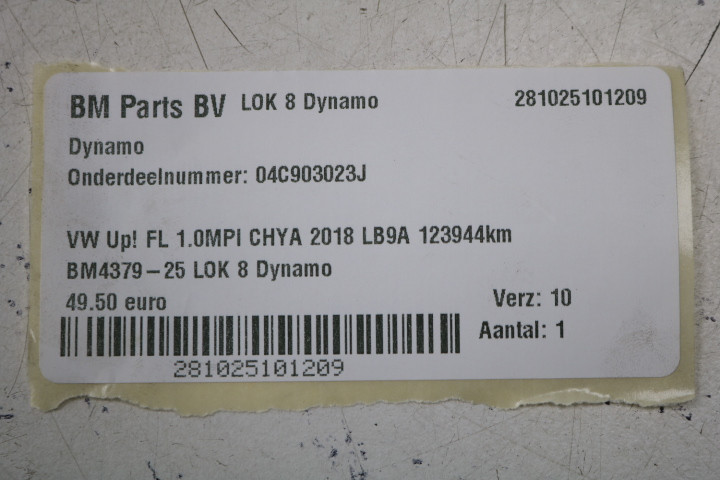 BM Parts BV LOK 8 Dynamo 281025101209
Dynamo
Onderdeelnummer: 04C903023J
VW Up! FL 1.0MPI CHYA 2018 LB9A 123944km
BM4379-25 LOK 8 Dynamo
49.50 euro Verz: 10
Aantal: 1
281025101209